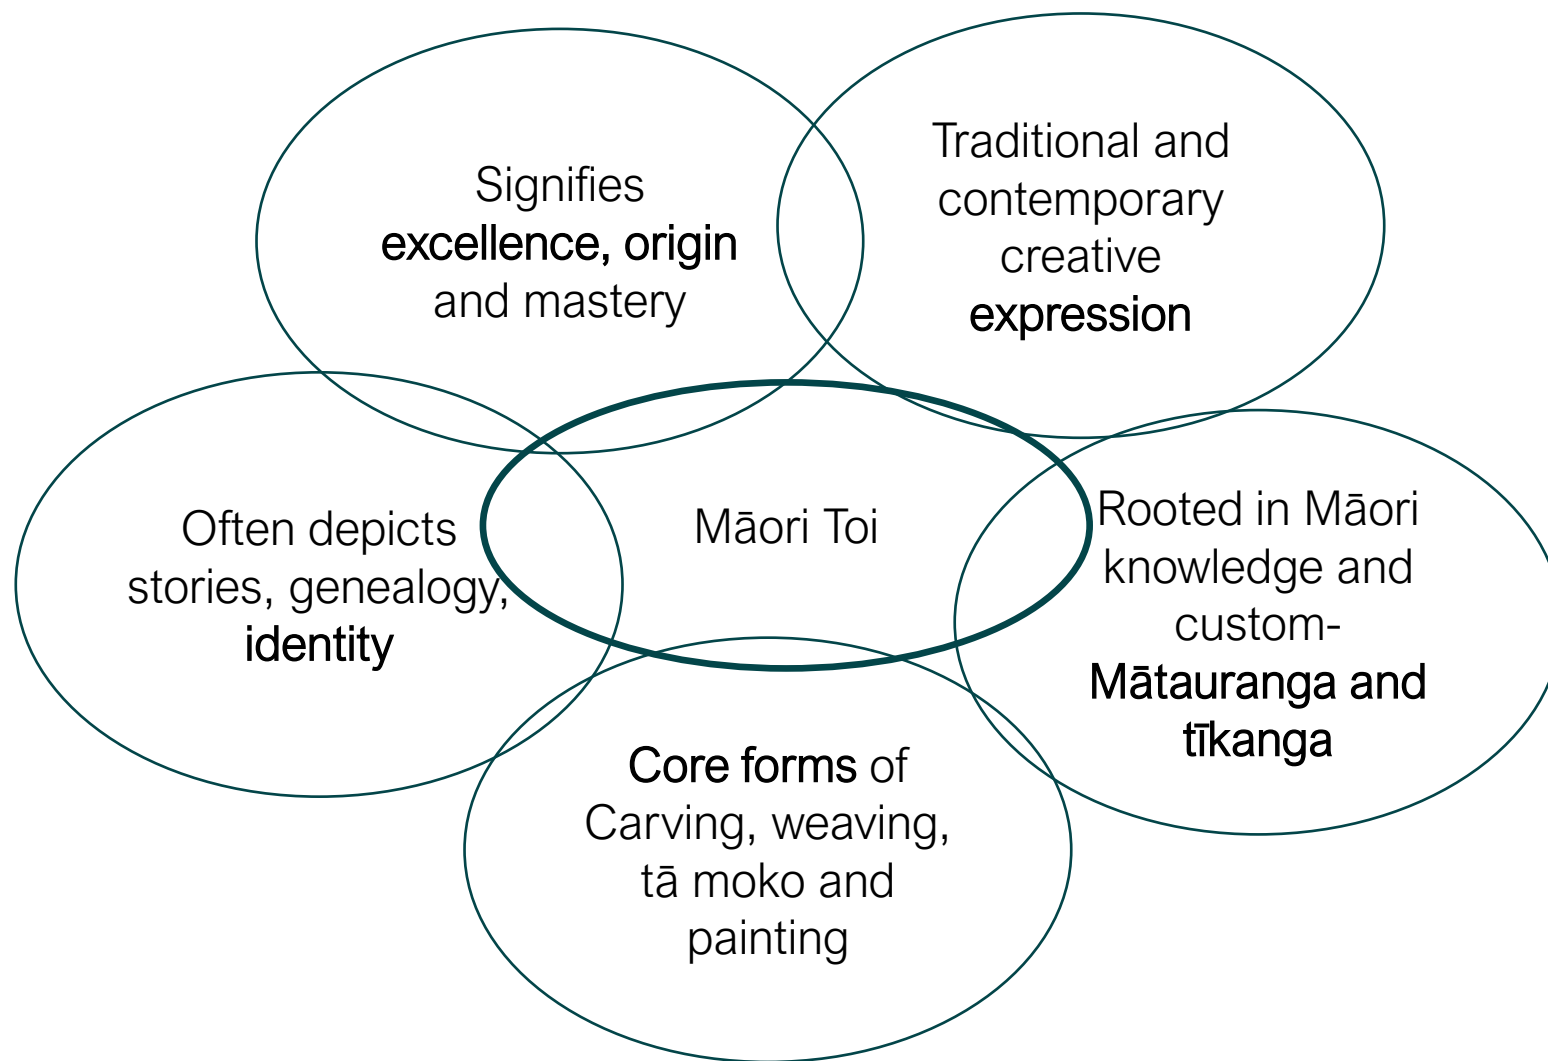 Signifies
excellence, origin
and mastery
Traditional and
contemporary
creative
expression
Often depicts
stories, genealogy,
identity
Māori Toi
Rooted in Māori
knowledge and
custom-
Mātauranga and
tīkanga
Core forms of
Carving, weaving,
tā moko and
painting